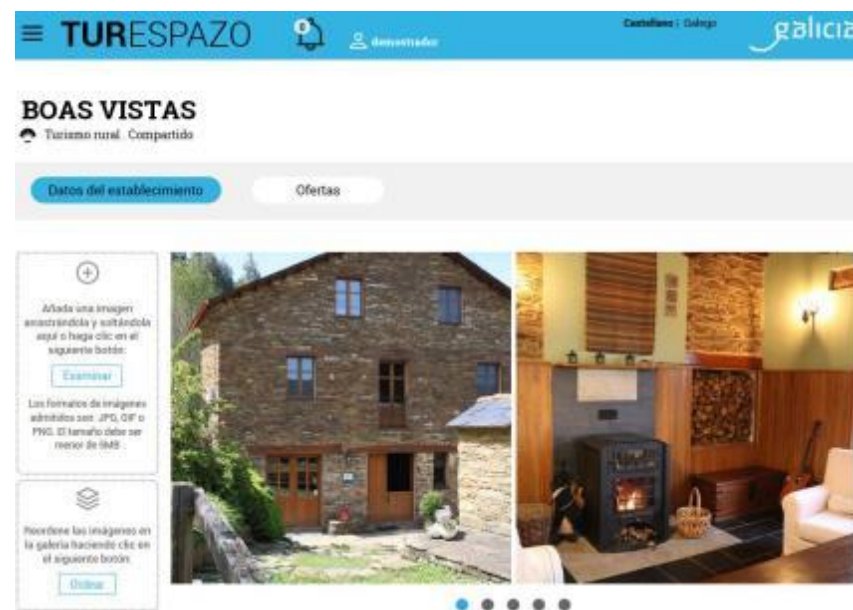 TURESPAZO
0
demostrador
Castellano | Galego
galicia
BOAS VISTAS
Turismo rural Compartido
Datos del establecimiento
Ofertas
Añada una imagen
arrastrándola y soltándola
aquí o haga clic en el
siguiente botón:
Examinar
Los formatos de imágenes
admitidos son: JPG, GIF o
PNG. El tamaño debe ser
menor de 6MB
Reordene las imágenes en
la galería haciendo clic en
el siguiente botón:
Ordenar